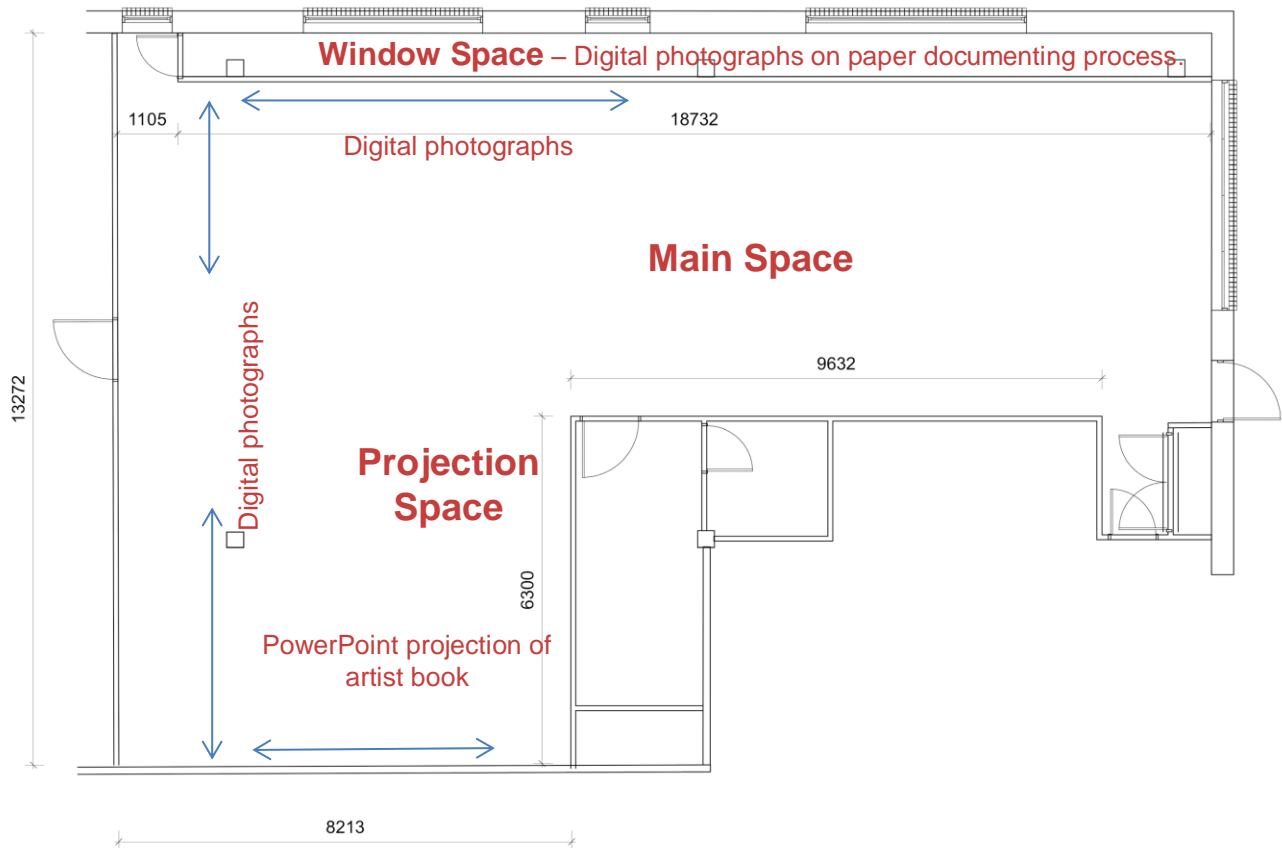 Window Space – Digital photographs on paper documenting process.
1105
18732
Digital photographs
Main Space
13272
Digital photographs
9632
Projection
Space
6300
PowerPoint projection of
artist book
8213